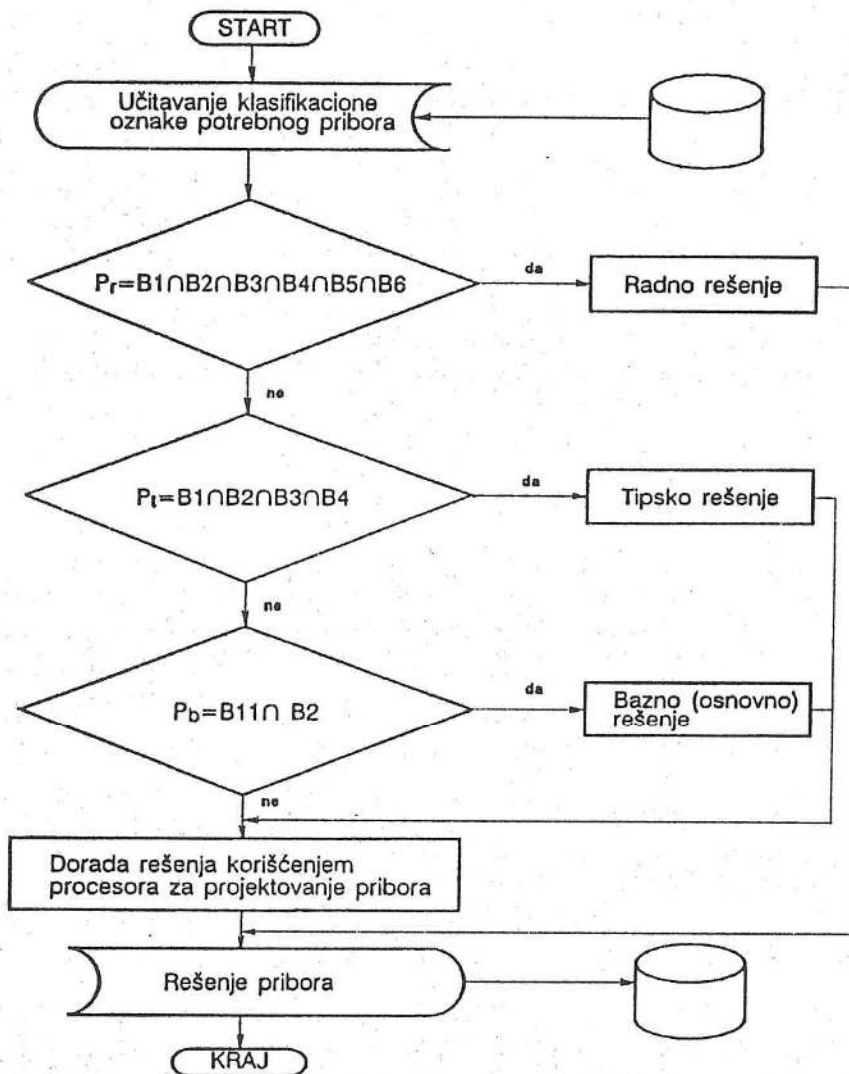 START
Učitavanje klasifikacione
oznake potrebnog pribora
Pr=B1∩B2∩B3∩B4∩B5∩B6
da
Radno rešenje
ne
Pt=B1∩B2∩B3∩B4
da
Tipsko rešenje
ne
Pb=B11∩ B2
da
Bazno (osnovno)
rešenje
ne
Dorada rešenja korišćenjem
procesora za projektovanje pribora
Rešenje pribora
KRAJ